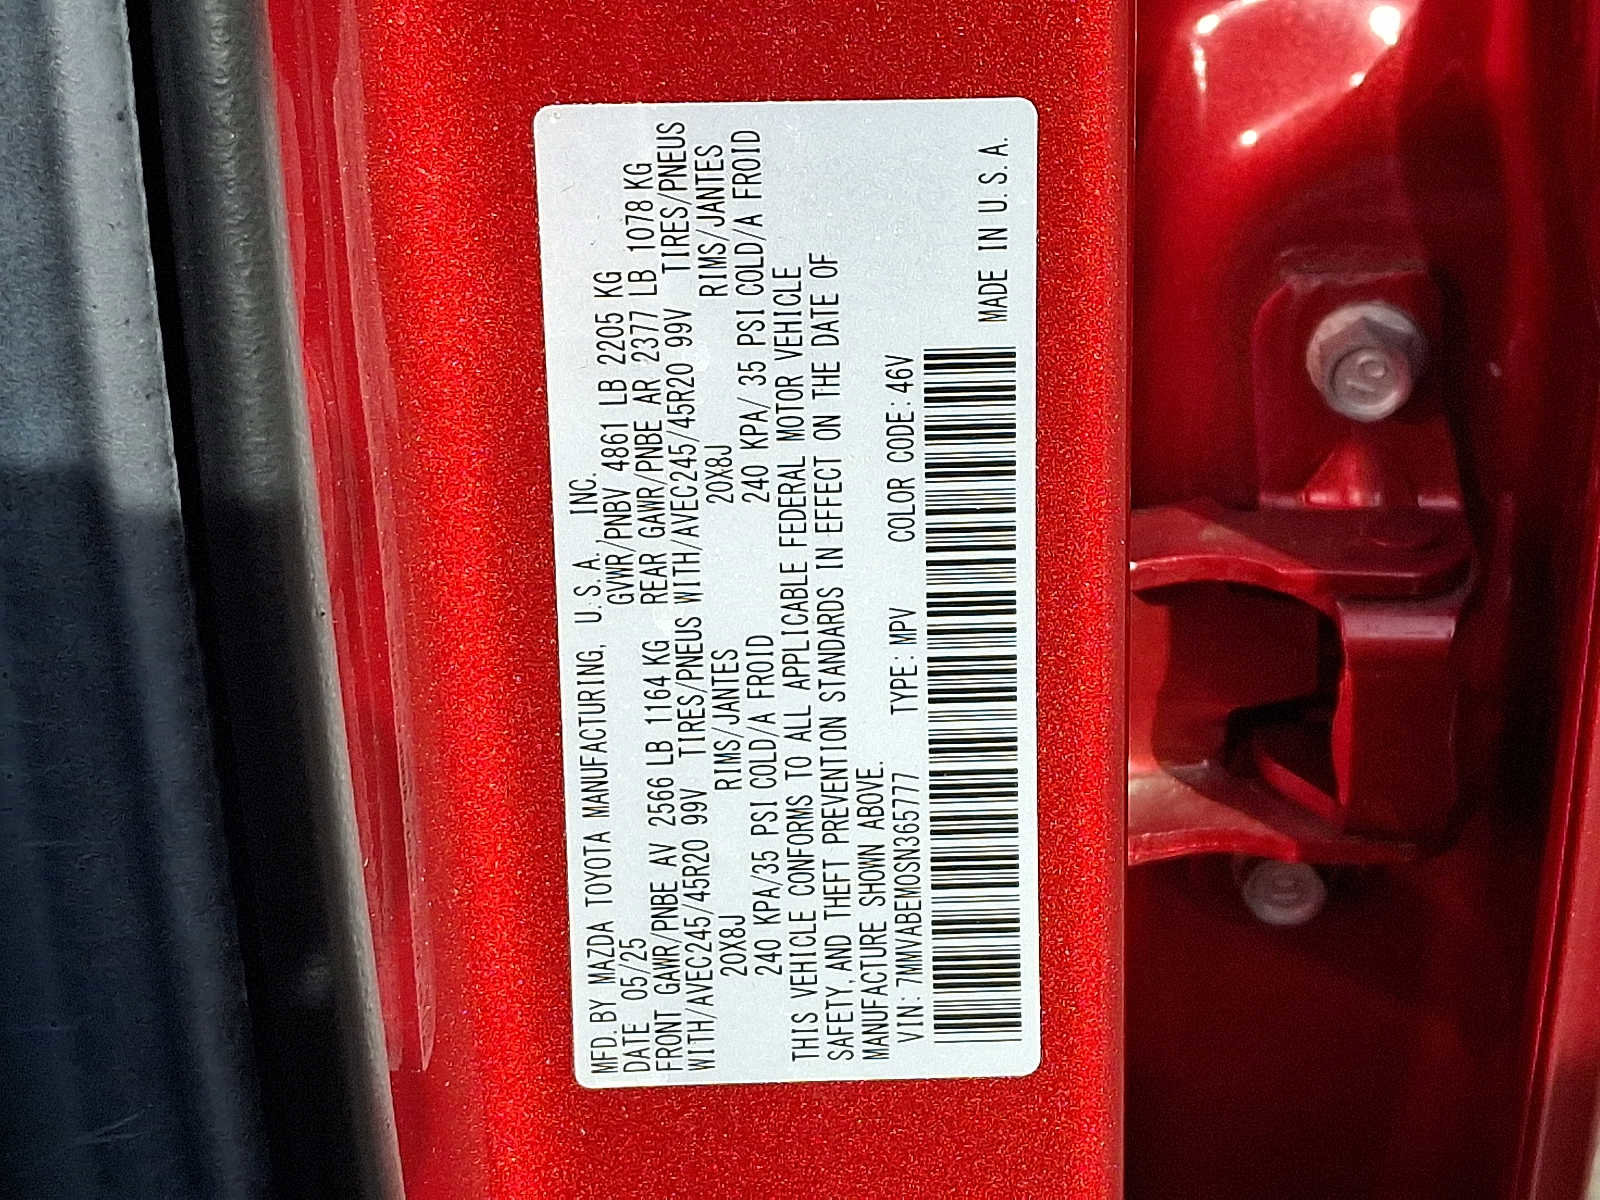 MFD.BY MAZDA TOYOTA MANUFACTURING, U.S.A., INC.
DATE 05/25 GVWR/PNBV 4861 LB 2205 KG
FRONT GAWR/PNBE AV 2566 LB 1164 KG REAR GAWR/PNBE AR 2377 LB 1078 KG
WITH/AVEC245/45R20 99V TIRES/PNEUS WITH/AVEC245/45R20 99V TIRES/PNEUS
20X8J RIMS/JANTES 20X8J RIMS/JANTES
240 KPA/35 PSI COLD/A FROID 240 KPA/ 35 PSI COLD/A FROID
THIS VEHICLE CONFORMS TO ALL APPLICABLE FEDERAL MOTOR VEHICLE
SAFETY, AND THEFT PREVENTION STANDARDS IN EFFECT ON THE DATE OF
MANUFACTURE SHOWN ABOVE.
VIN: 7MMVABEM0SN365777 TYPE: MPV COLOR CODE: 46V
MADE IN U.S.A.